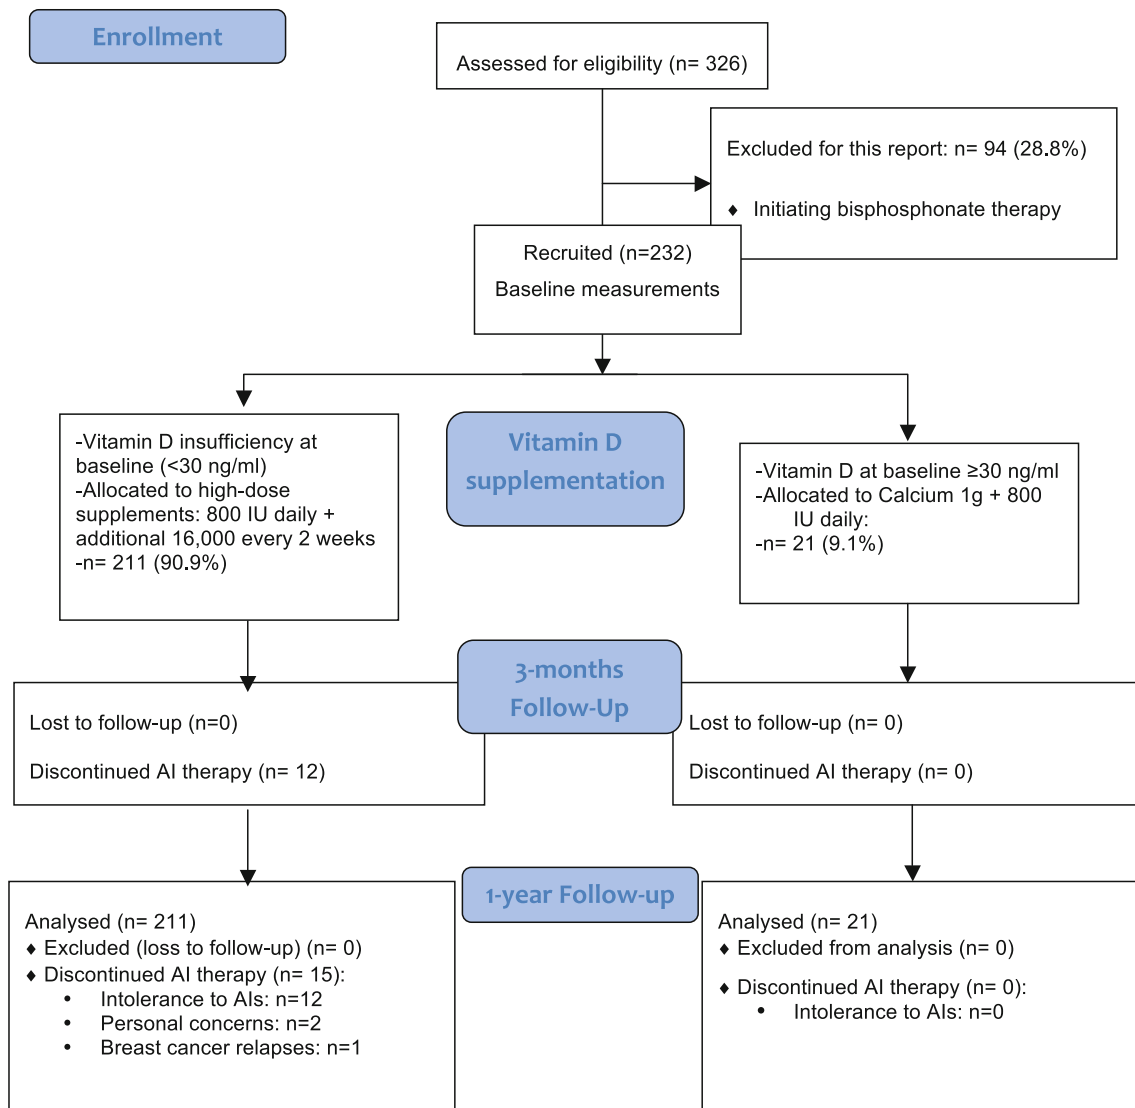 Enrollment
Assessed for eligibility (n= 326)
Excluded for this report: n= 94 (28.8%)
♦ Initiating bisphosphonate therapy
Recruited (n=232)
Baseline measurements
-Vitamin D insufficiency at
baseline (<30 ng/ml)
-Allocated to high-dose
supplements: 800 IU daily +
additional 16,000 every 2 weeks
-n= 211 (90.9%)
Vitamin D
supplementation
-Vitamin D at baseline ≥30 ng/ml
-Allocated to Calcium 1g + 800
IU daily:
-n= 21 (9.1%)
3-months
Follow-Up
Lost to follow-up (n=0)
Discontinued AI therapy (n= 12)
Lost to follow-up (n= 0)
Discontinued AI therapy (n= 0)
1-year Follow-up
Analysed (n= 211)
♦ Excluded (loss to follow-up) (n= 0)
♦ Discontinued AI therapy (n= 15):
• Intolerance to AIs: n=12
• Personal concerns: n=2
• Breast cancer relapses: n=1
Analysed (n= 21)
♦ Excluded from analysis (n= 0)
♦ Discontinued AI therapy (n= 0):
• Intolerance to AIs: n=0